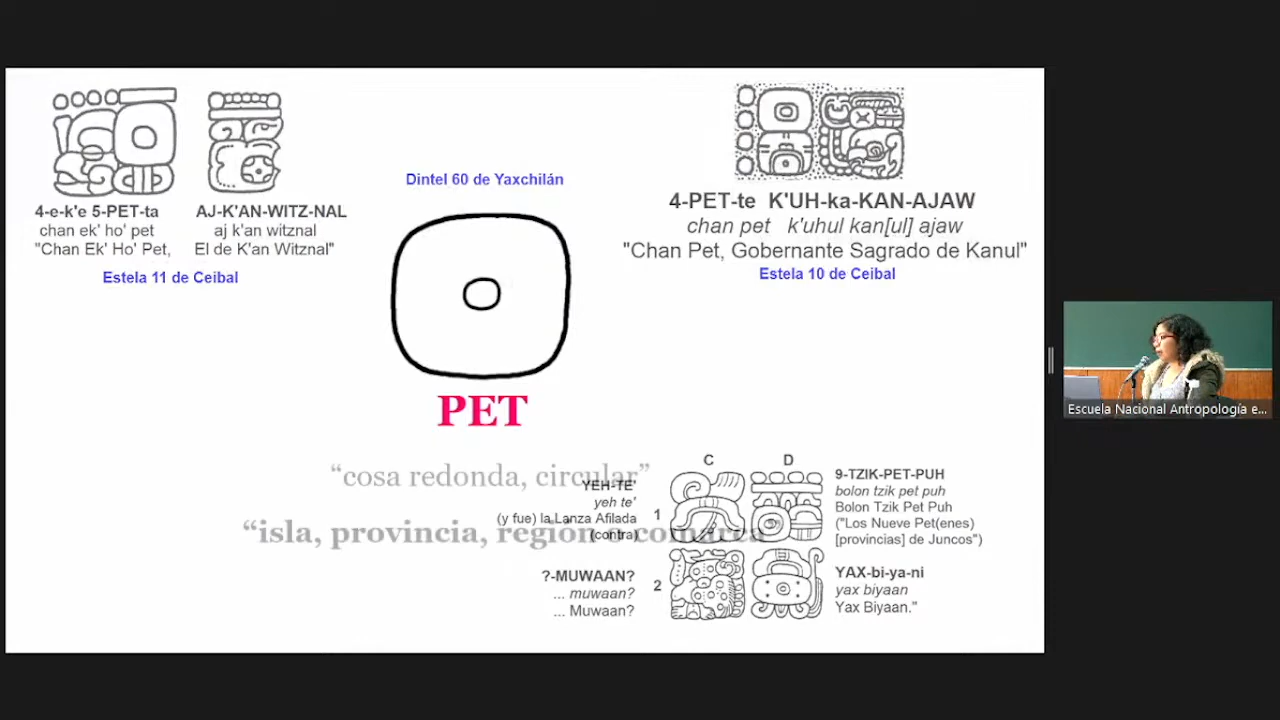 4-e-k'e 5-PET-ta
chan ek' ho' pet
"Chan Ek' Ho' Pet,
AJ-K'AN-WITZ-NAL
aj k'an witznal
El de K'an Witznal"
Estela 11 de Ceibal
Dintel 60 de Yaxchilán
4-PET-te K'UH-ka-KAN-AJAW
chan pet k'uhul kan[ul] ajaw
"Chan Pet, Gobernante Sagrado de Kanul"
Estela 10 de Ceibal
PET
“cosa redonda, circular”
“isla, provincia, región o comarca
C D
YEH-TE'
yeh te'
(y fue) la Lanza Afilada
(contra)
1
9-TZIK-PET-PUH
bolon tzik pet puh
Bolon Tzik Pet Puh
("Los Nueve Pet(enes)
[provincias] de Juncos")
?-MUWAAN?
... muwaan?
... Muwaan?
2
YAX-bi-ya-ni
yax biyaan
Yax Biyaan."
Escuela Nacional Antropología e...